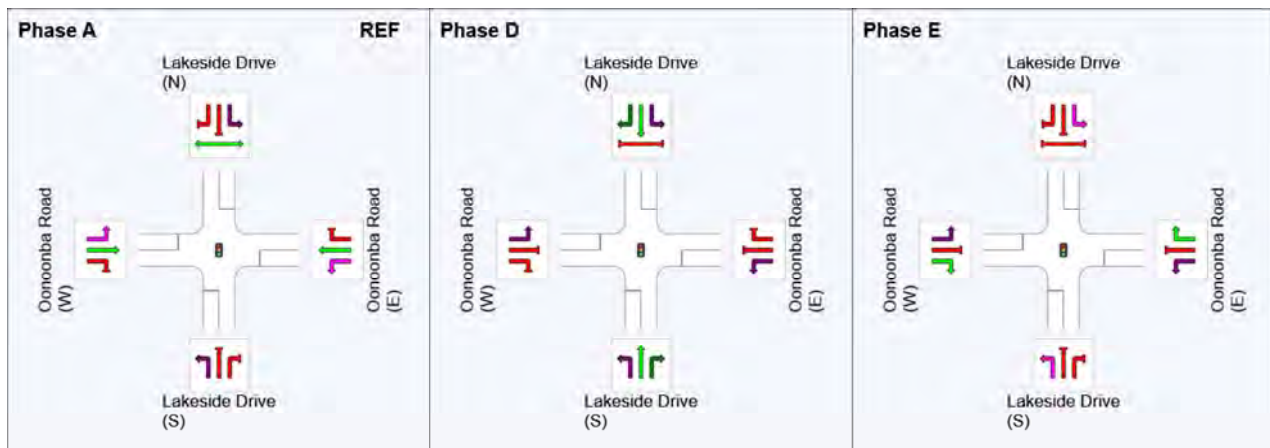 Phase A REF
Lakeside Drive
(N)
Oonoonba Road
(W)
Oonoonba Road
(E)
Lakeside Drive
(S)
Phase D
Lakeside Drive
(N)
Oonoonba Road
(W)
Oonoonba Road
(E)
Lakeside Drive
(S)
Phase E
Lakeside Drive
(N)
Oonoonba Road
(W)
Oonoonba Road
(E)
Lakeside Drive
(S)